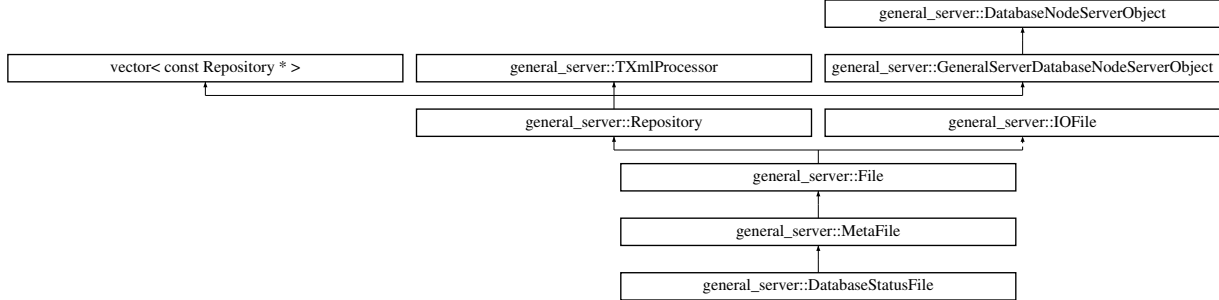 general_server::DatabaseNodeServerObject
vector< const Repository * >
general_server::TXmlProcessor
general_server::GeneralServerDatabaseNodeServerObject
general_server::Repository
general_server::IOFile
general_server::File
general_server::MetaFile
general_server::DatabaseStatusFile